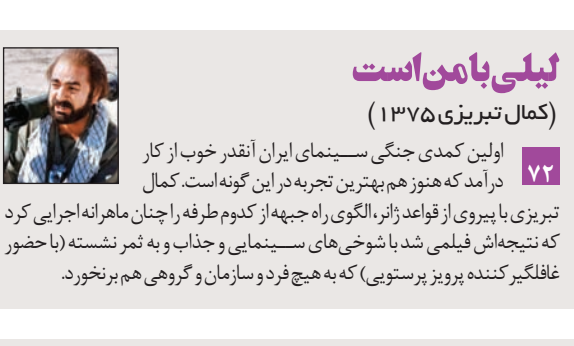 لیلی با من است
(کمال تبریزی ۱۳۷۵)
۷۲
اولین کمدی جنگی سینمای ایران آنقدر خوب از کار
درآمد که هنوز هم بهترین تجربه در این گونه است. کمال
تبریزی با پیروی از قواعد ژانر، الگوی راه جبهه از کدوم طرفه را چنان ماهرانه اجرایی کرد
که نتیجه‌اش فیلمی شد با شوخی‌های سینمایی و جذاب و به ثمر نشسته (با حضور
غافلگیر کننده پرویز پرستویی) که به هیچ فرد و سازمان و گروهی هم برنخورد.